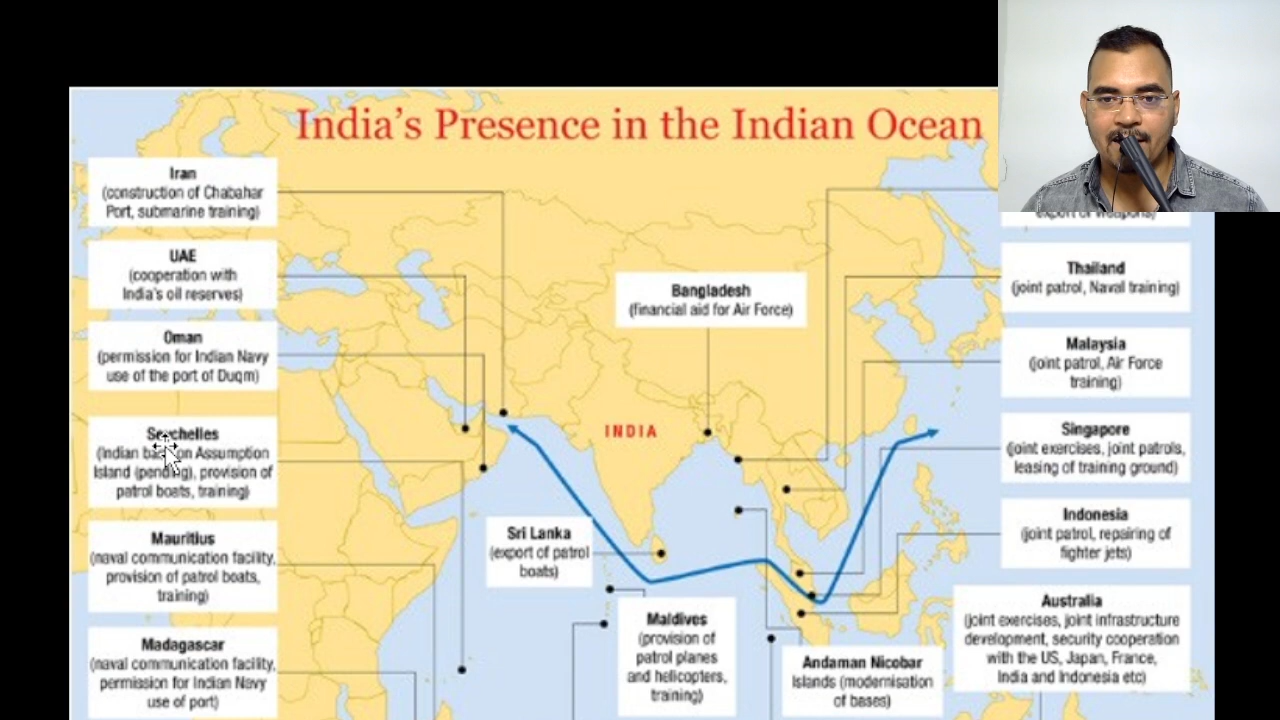 India's Presence in the Indian Ocean
Iran
(construction of Chabahar
Port, submarine training)
UAE
(cooperation with
India's oil reserves)
Oman
(permission for Indian Navy
use of the port of Duqm)
Seychelles
(Indian base on Assumption
Island (pending), provision of
patrol boats, training)
Mauritius
(naval communication facility,
provision of patrol boats,
training)
Madagascar
(naval communication facility,
permission for Indian Navy
use of port)
Bangladesh
(financial aid for Air Force)
INDIA
Sri Lanka
(export of patrol
boats)
Maldives
(provision of
patrol planes
and helicopters,
training)
Andaman Nicobar
Islands (modernisation
of bases)
export of weapons)
Thailand
(joint patrol, Naval training)
Malaysia
(joint patrol, Air Force
training)
Singapore
(joint exercises, joint patrols,
leasing of training ground)
Indonesia
(joint patrol, repairing of
fighter jets)
Australia
(joint exercises, joint infrastructure
development, security cooperation
with the US, Japan, France,
India and Indonesia etc)